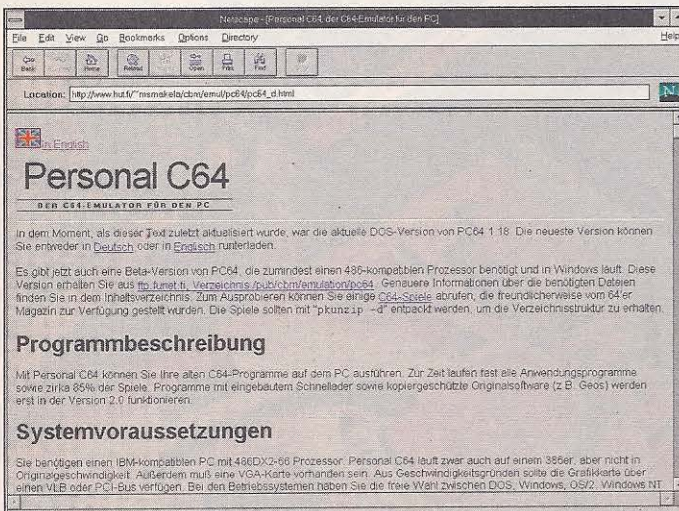 Netscape - [Personal C64, der C64-Emulator für den PC]
File Edit View Go Bookmarks Options Directory Help
Back Home Reload Open Print Find
Location: http://www.hut.fi/~msmakela/cbm/emul/pc64/pc64_d.html
N
In English
Personal C64
DER C64-EMULATOR FÜR DEN PC
In dem Moment, als dieser Text zuletzt aktualisiert wurde, war die aktuelle DOS-Version von PC64 1.18. Die neueste Version können
Sie entweder in Deutsch oder in Englisch runterladen.
Es gibt jetzt auch eine Beta-Version von PC64, die zumindest einen 486-kompatiblen Prozessor benötigt und in Windows läuft. Diese
Version erhalten Sie aus ftp.funet.fi, Verzeichnis /pub/cbm/emulation/pc64. Genauere Informationen über die benötigten Dateien
finden Sie in dem Inhaltsverzeichnis. Zum Ausprobieren können Sie einige C64-Spiele abrufen, die freundlicherweise vom 64'er
Magazin zur Verfügung gestellt wurden. Die Spiele sollten mit "pkunzip -d" entpackt werden, um die Verzeichnisstruktur zu erhalten.
Programmbeschreibung
Mit Personal C64 können Sie Ihre alten C64-Programme auf dem PC ausführen. Zur Zeit laufen fast alle Anwendungsprogramme
sowie zirka 85% der Spiele. Programme mit eingebautem Schnellader sowie kopiergeschützte Originalsoftware (z.B. Geos) werden
erst in der Version 2.0 funktionieren.
Systemvoraussetzungen
Sie benötigen einen IBM-kompatiblen PC mit 486DX2-66 Prozessor. Personal C64 läuft zwar auch auf einem 386er, aber nicht in
Originalgeschwindigkeit. Außerdem muß eine VGA-Karte vorhanden sein. Aus Geschwindigkeitsgründen sollte die Grafikkarte über
einen VLB oder PCI-Bus verfügen. Bei den Betriebssystemen haben Sie die freie Wahl zwischen DOS, Windows, OS/2, Windows NT